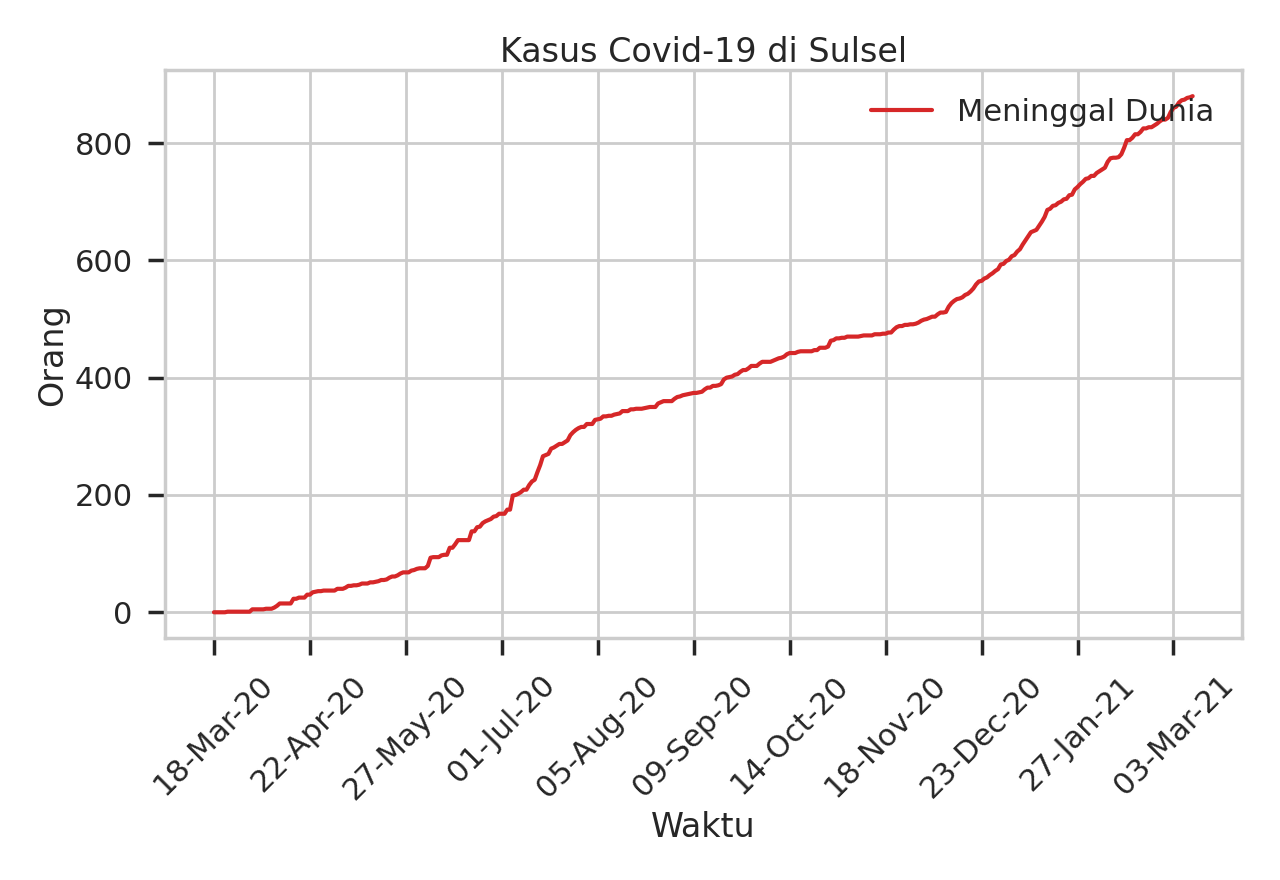 Kasus Covid-19 di Sulsel
Meninggal Dunia
Orang
800
600
400
200
0
18-Mar-20
22-Apr-20
27-May-20
01-Jul-20
05-Aug-20
09-Sep-20
14-Oct-20
18-Nov-20
23-Dec-20
27-Jan-21
03-Mar-21
Waktu